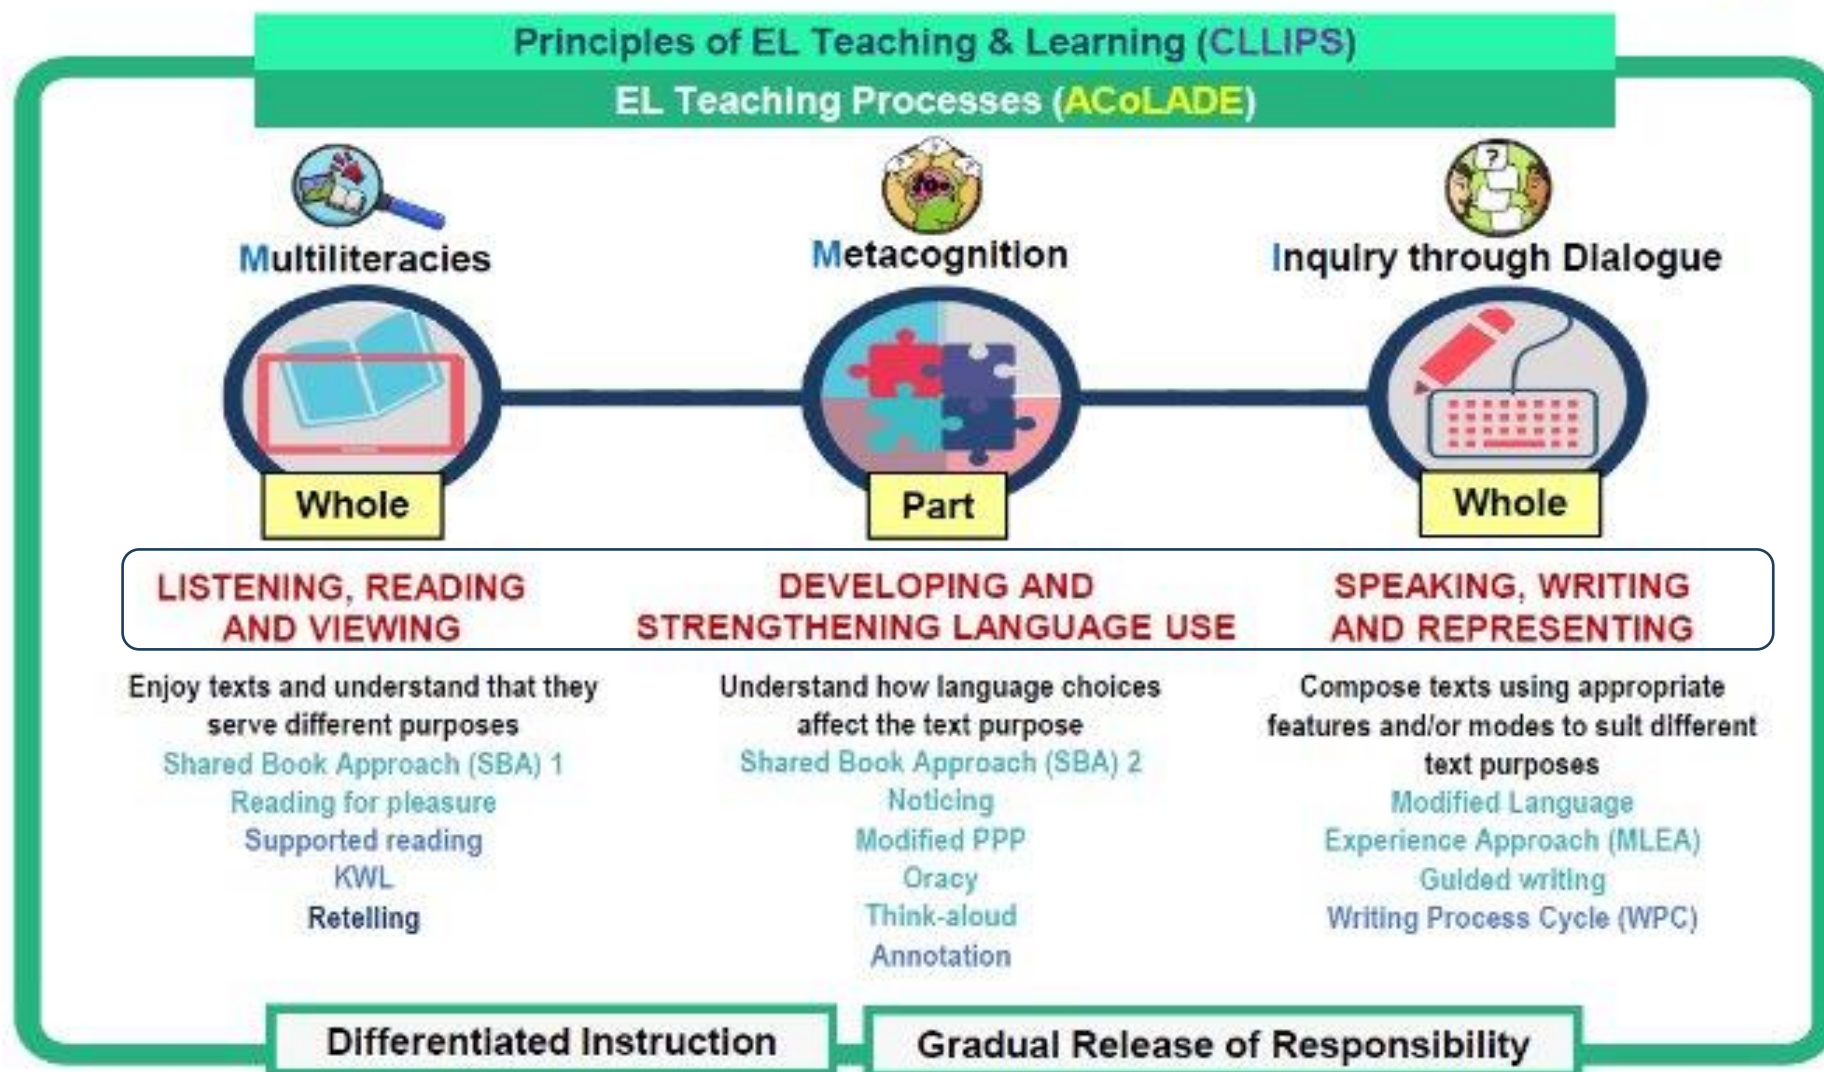 Principles of EL Teaching & Learning (CLLIPS)
EL Teaching Processes (ACoLADE)
Multiliteracies
Metacognition
Inquiry through Dialogue
Whole
Part
Whole
LISTENING, READING
AND VIEWING
Enjoy texts and understand that they
serve different purposes
Shared Book Approach (SBA) 1
Reading for pleasure
Supported reading
KWL
Retelling
DEVELOPING AND
STRENGTHENING LANGUAGE USE
Understand how language choices
affect the text purpose
Shared Book Approach (SBA) 2
Noticing
Modified PPP
Oracy
Think-aloud
Annotation
SPEAKING, WRITING
AND REPRESENTING
Compose texts using appropriate
features and/or modes to suit different
text purposes
Modified Language
Experience Approach (MLEA)
Guided writing
Writing Process Cycle (WPC)
Differentiated Instruction
Gradual Release of Responsibility